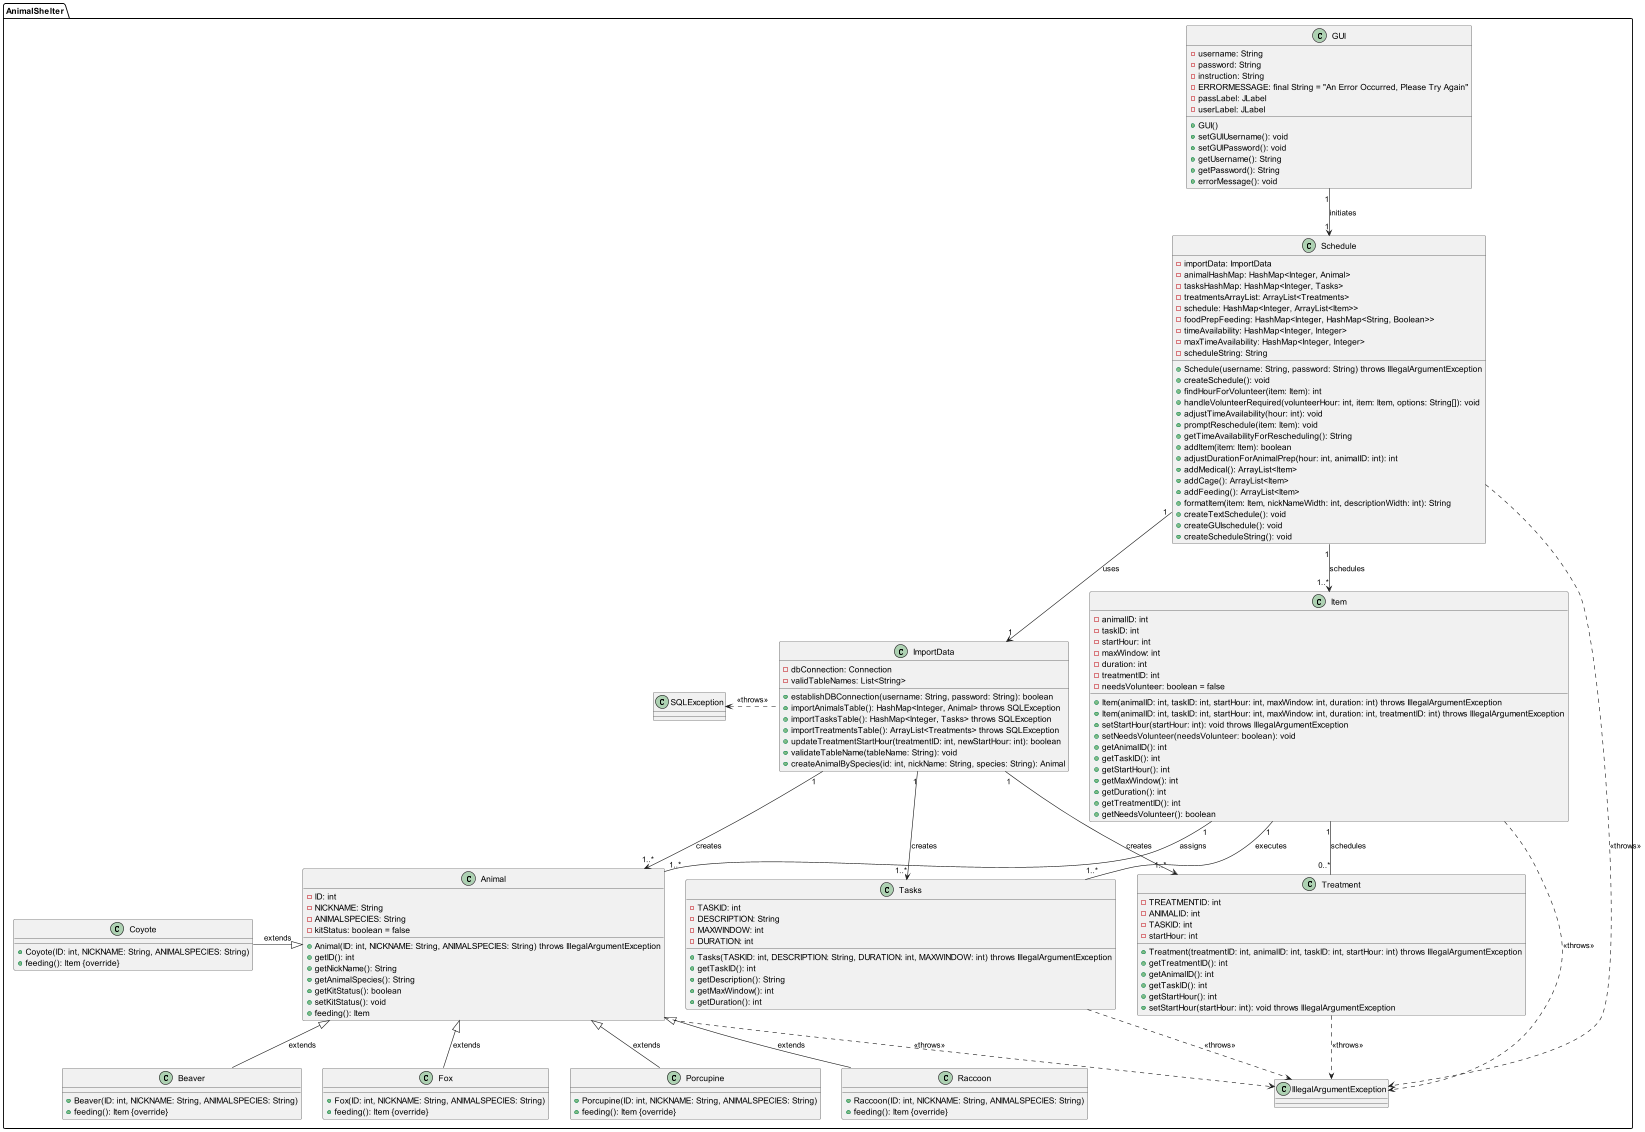 AnimalShelter
C GUI
username: String
password: String
instruction: String
ERRORMESSAGE: final String = "An Error Occurred, Please Try Again"
passLabel: JLabel
userLabel: JLabel
GUI()
setGUIUsername(): void
setGUIPassword(): void
getUsername(): String
getPassword(): String
errorMessage(): void
1
initiates
1
C Schedule
importData: ImportData
animalHashMap: HashMap<Integer, Animal>
tasksHashMap: HashMap<Integer, Tasks>
treatmentsArrayList: ArrayList<Treatments>
schedule: HashMap<Integer, ArrayList<Item>>
foodPrepFeeding: HashMap<Integer, HashMap<String, Boolean>>
timeAvailability: HashMap<Integer, Integer>
maxTimeAvailability: HashMap<Integer, Integer>
scheduleString: String
Schedule(username: String, password: String) throws IllegalArgumentException
createSchedule(): void
findHourForVolunteer(item: Item): int
handleVolunteerRequired(volunteerHour: int, item: Item, options: String[]): void
adjustTimeAvailability(hour: int): void
promptReschedule(item: Item): void
getTimeAvailabilityForRescheduling(): String
addItem(item: Item): boolean
adjustDurationForAnimalPrep(hour: int, animalID: int): int
addMedical(): ArrayList<Item>
addCage(): ArrayList<Item>
addFeeding(): ArrayList<Item>
formatItem(item: Item, nickNameWidth: int, descriptionWidth: int): String
createTextSchedule(): void
createGUIschedule(): void
createScheduleString(): void
1
uses
1
1
schedules
1..*
C Item
animalID: int
taskID: int
startHour: int
maxWindow: int
duration: int
treatmentID: int
needsVolunteer: boolean = false
Item(animalID: int, taskID: int, startHour: int, maxWindow: int, duration: int) throws IllegalArgumentException
Item(animalID: int, taskID: int, startHour: int, maxWindow: int, duration: int, treatmentID: int) throws IllegalArgumentException
setStartHour(startHour: int): void throws IllegalArgumentException
setNeedsVolunteer(needsVolunteer: boolean): void
getAnimalID(): int
getTaskID(): int
getStartHour(): int
getMaxWindow(): int
getDuration(): int
getTreatmentID(): int
getNeedsVolunteer(): boolean
C ImportData
dbConnection: Connection
validTableNames: List<String>
establishDBConnection(username: String, password: String): boolean
importAnimalsTable(): HashMap<Integer, Animal> throws SQLException
importTasksTable(): HashMap<Integer, Tasks> throws SQLException
importTreatmentsTable(): ArrayList<Treatments> throws SQLException
updateTreatmentStartHour(treatmentID: int, newStartHour: int): boolean
validateTableName(tableName: String): void
createAnimalBySpecies(id: int, nickName: String, species: String): Animal
C SQLException
«throws»
1
creates
1..*
1
creates
1..*
1
creates
1..*
1
assigns
1..*
1
executes
1..*
1
schedules
0..*
«throws»
«throws»
C Animal
ID: int
NICKNAME: String
ANIMALSPECIES: String
kitStatus: boolean = false
Animal(ID: int, NICKNAME: String, ANIMALSPECIES: String) throws IllegalArgumentException
getID(): int
getNickName(): String
getAnimalSpecies(): String
getKitStatus(): boolean
setKitStatus(): void
feeding(): Item
C Tasks
TASKID: int
DESCRIPTION: String
MAXWINDOW: int
DURATION: int
Tasks(TASKID: int, DESCRIPTION: String, DURATION: int, MAXWINDOW: int) throws IllegalArgumentException
getTaskID(): int
getDescription(): String
getMaxWindow(): int
getDuration(): int
C Treatment
TREATMENTID: int
ANIMALID: int
TASKID: int
startHour: int
Treatment(treatmentID: int, animalID: int, taskID: int, startHour: int) throws IllegalArgumentException
getTreatmentID(): int
getAnimalID(): int
getTaskID(): int
getStartHour(): int
setStartHour(startHour: int): void throws IllegalArgumentException
C Coyote
Coyote(ID: int, NICKNAME: String, ANIMALSPECIES: String)
feeding(): Item {override}
extends
extends
extends
extends
extends
«throws»
«throws»
«throws»
C Beaver
Beaver(ID: int, NICKNAME: String, ANIMALSPECIES: String)
feeding(): Item {override}
C Fox
Fox(ID: int, NICKNAME: String, ANIMALSPECIES: String)
feeding(): Item {override}
C Porcupine
Porcupine(ID: int, NICKNAME: String, ANIMALSPECIES: String)
feeding(): Item {override}
C Raccoon
Raccoon(ID: int, NICKNAME: String, ANIMALSPECIES: String)
feeding(): Item {override}
C IllegalArgumentException